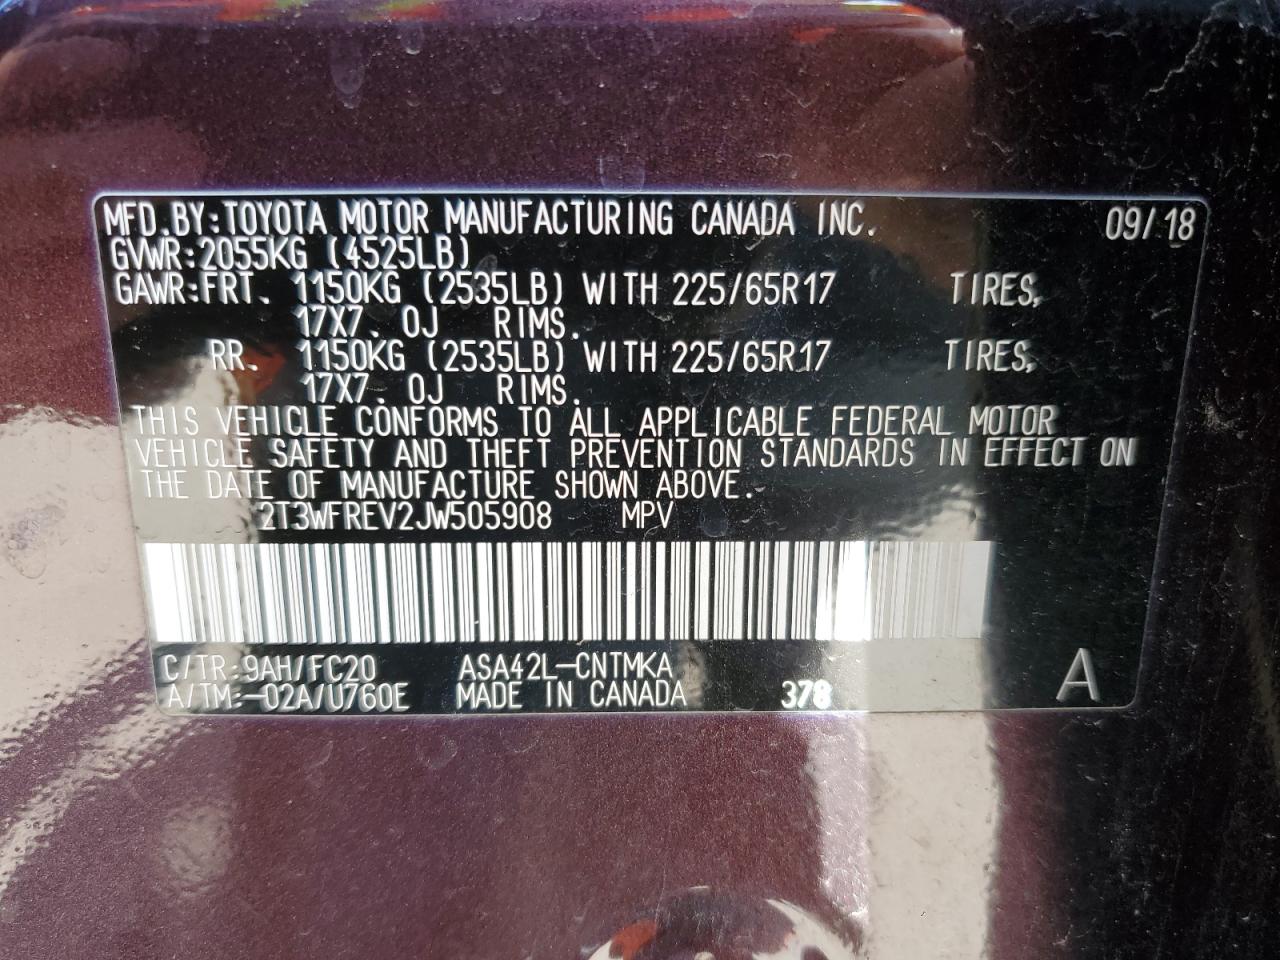 MFD.BY:TOYOTA MOTOR MANUFACTURING CANADA INC. 09/18
GVWR:2055KG (4525LB)
GAWR:FRT. 1150KG (2535LB) WITH 225/65R17 TIRES,
17X7.0J RIMS.
RR. 1150KG (2535LB) WITH 225/65R17 TIRES,
17X7.0J RIMS.
THIS VEHICLE CONFORMS TO ALL APPLICABLE FEDERAL MOTOR
VEHICLE SAFETY AND THEFT PREVENTION STANDARDS IN EFFECT ON
THE DATE OF MANUFACTURE SHOWN ABOVE.
2T3WFREV2JW505908 MPV
C/TR:9AH/FC20 ASA42L-CNTMKA
A/TM:-02A/U760E MADE IN CANADA 378 A